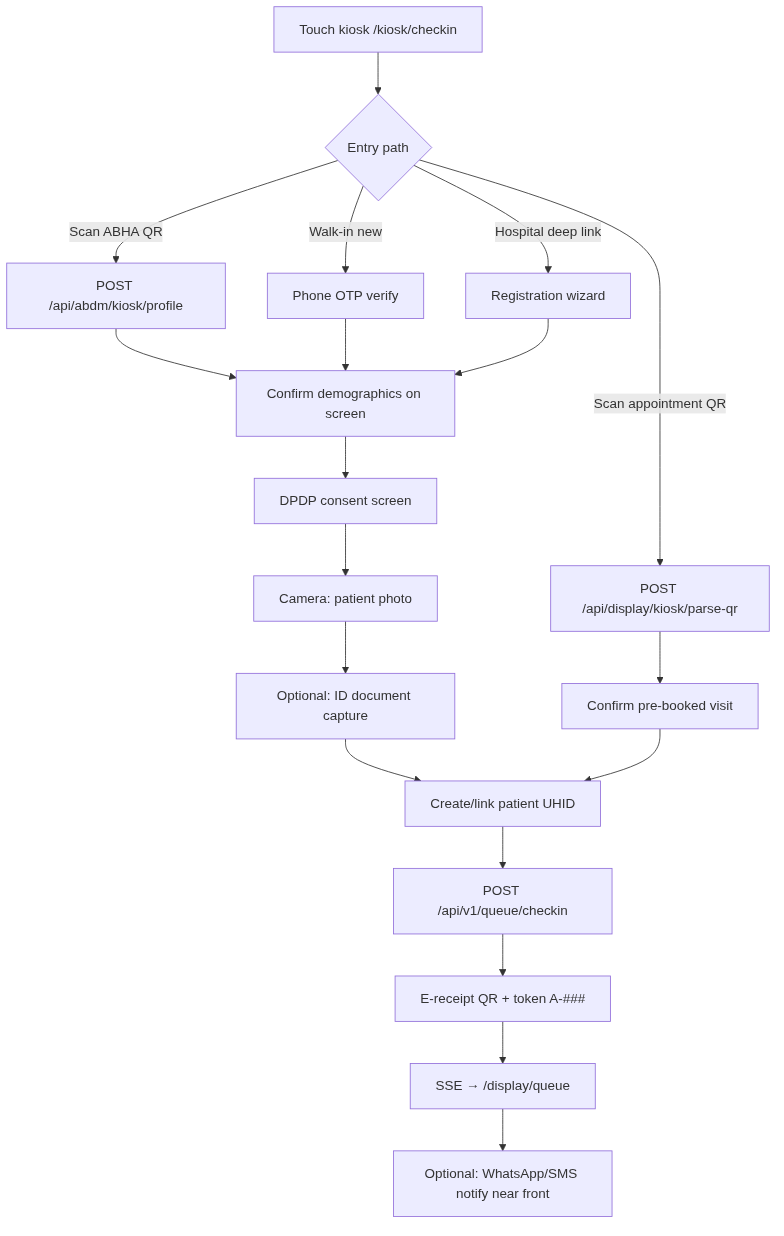 Touch kiosk /kiosk/checkin
Entry path
Scan ABHA QR
Walk-in new
Hospital deep link
POST
/api/abdm/kiosk/profile
Phone OTP verify
Registration wizard
Confirm demographics on
screen
Scan appointment QR
DPDP consent screen
Camera: patient photo
POST
/api/display/kiosk/parse-qr
Optional: ID document
capture
Confirm pre-booked visit
Create/link patient UHID
POST
/api/v1/queue/checkin
E-receipt QR + token A-###
SSE → /display/queue
Optional: WhatsApp/SMS
notify near front